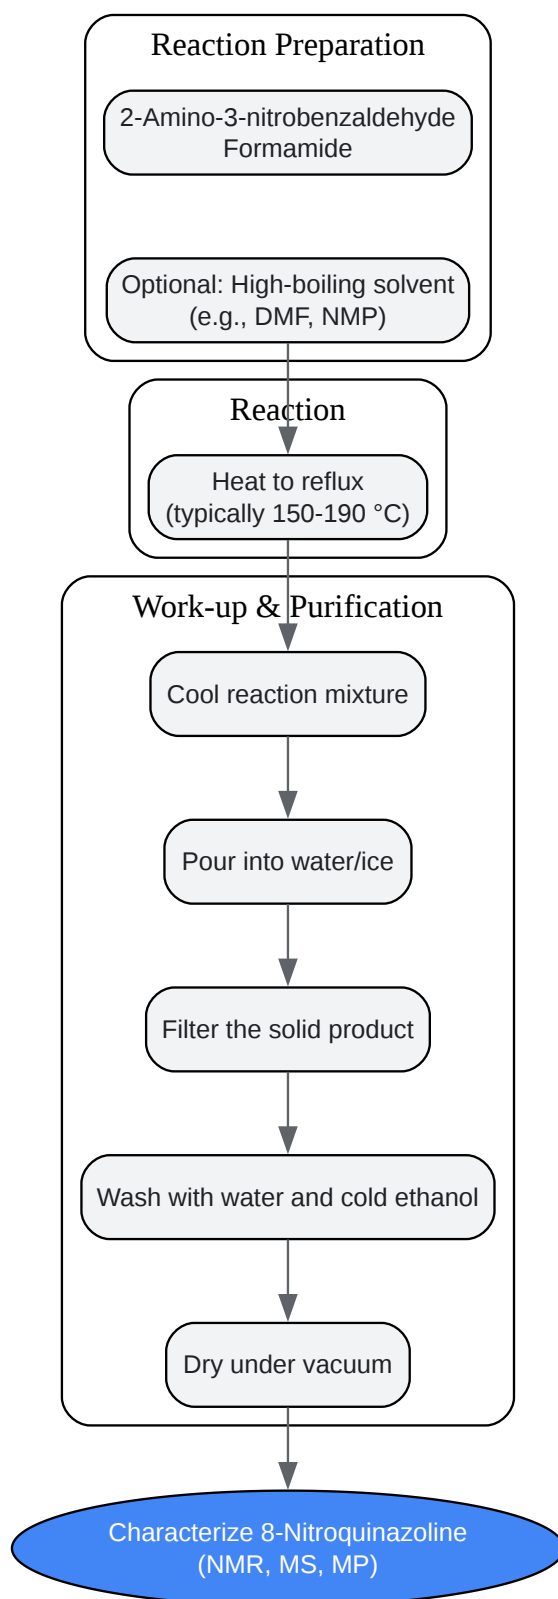 Reaction Preparation
2-Amino-3-nitrobenzaldehyde
Formamide
Optional: High-boiling solvent
(e.g., DMF, NMP)
Reaction
Heat to reflux
(typically 150-190 °C)
Work-up & Purification
Cool reaction mixture
Pour into water/ice
Filter the solid product
Wash with water and cold ethanol
Dry under vacuum
Characterize 8-Nitroquinazoline
(NMR, MS, MP)